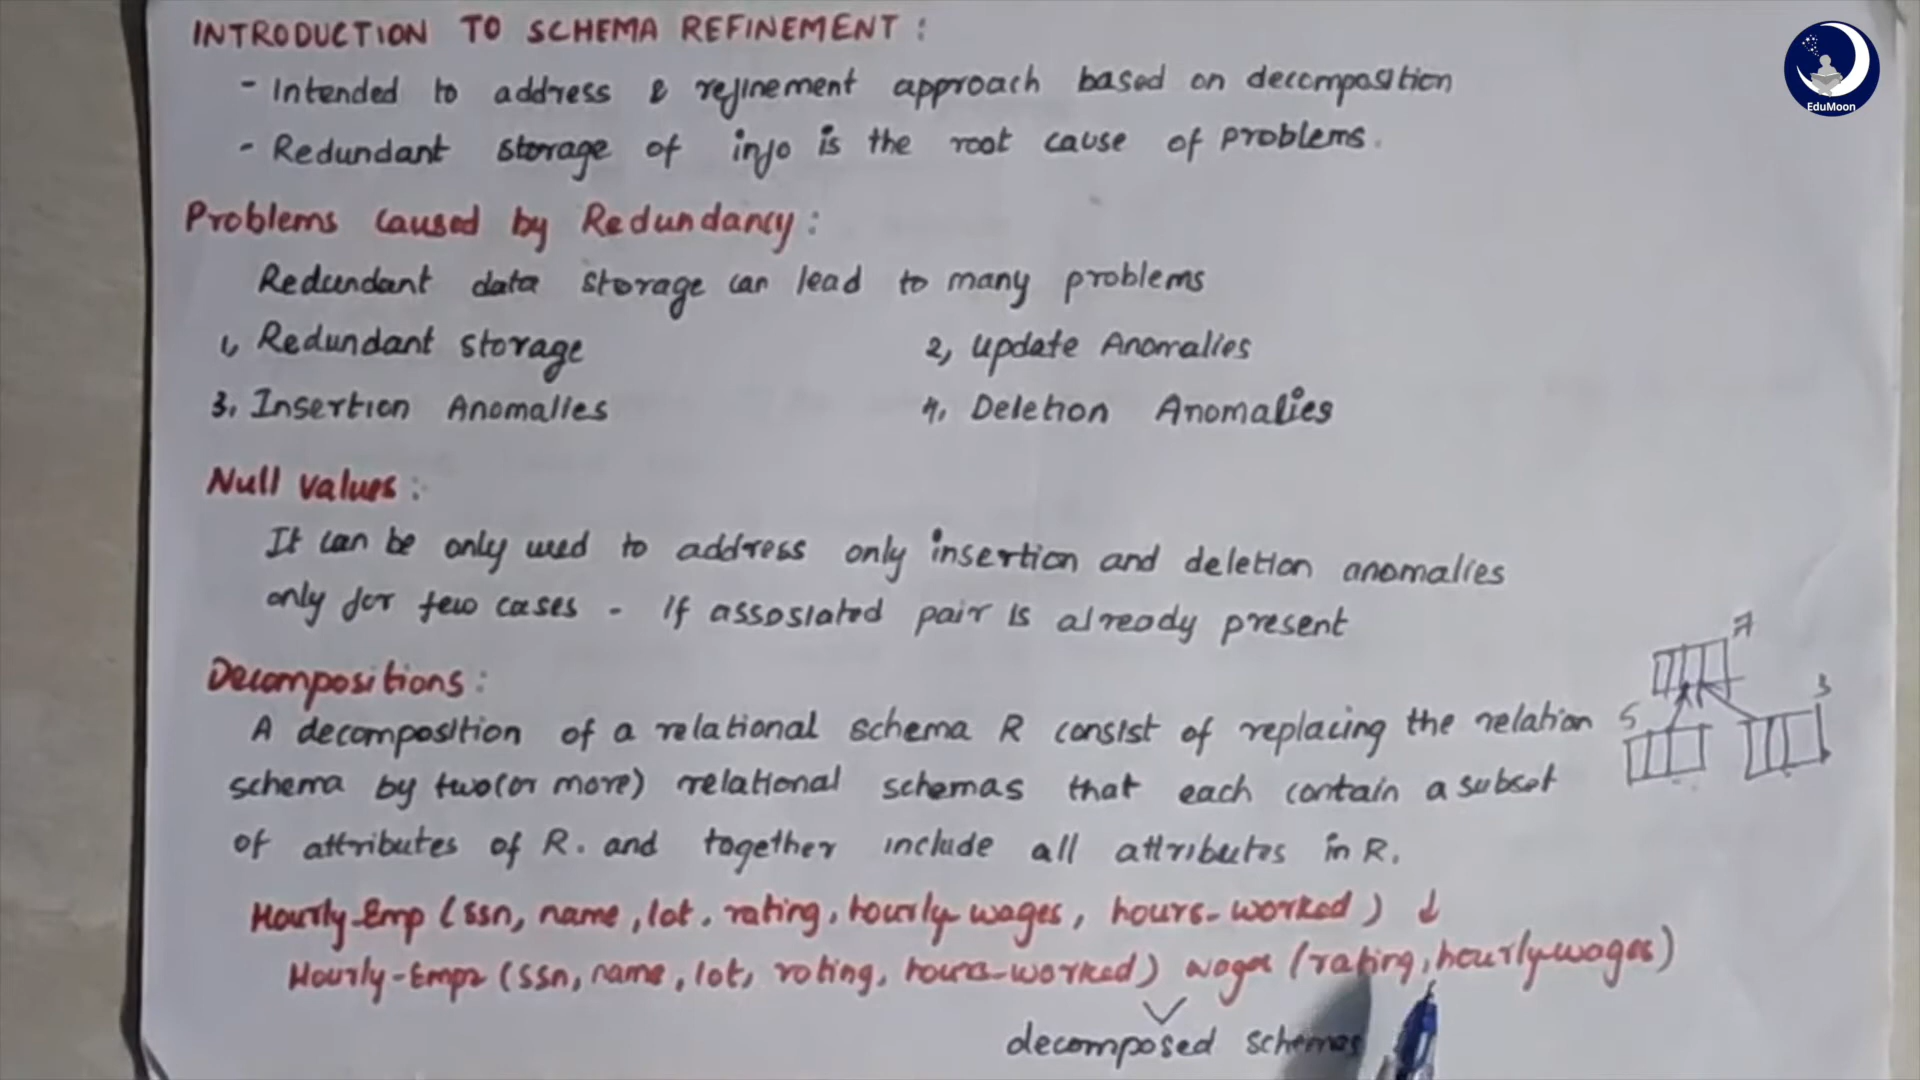 INTRODUCTION TO SCHEMA REFINEMENT :
- Intended to address & refinement approach based on decomposition
- Redundant storage of info is the root cause of problems.
Problems caused by Redundancy :
Redundant data storage can lead to many problems
1, Redundant storage 2, update Anomalies
3, Insertion Anomalies 4, Deletion Anomalies
Null values :
It can be only used to address only insertion and deletion anomalies
only for few cases - If assosiated pair is already present
Decompositions :
A decomposition of a relational schema R consist of replacing the relation
schema by two(or more) relational schemas that each contain a subset
of attributes of R. and together include all attributes in R.
Hourly-Emp (ssn, name, lot, rating, hourly-wages, hours-worked) ↓
Hourly-Emp2 (ssn, name, lot, rating, hours-worked) wages (rating, hourly-wages)
decomposed schemas
EduMoon